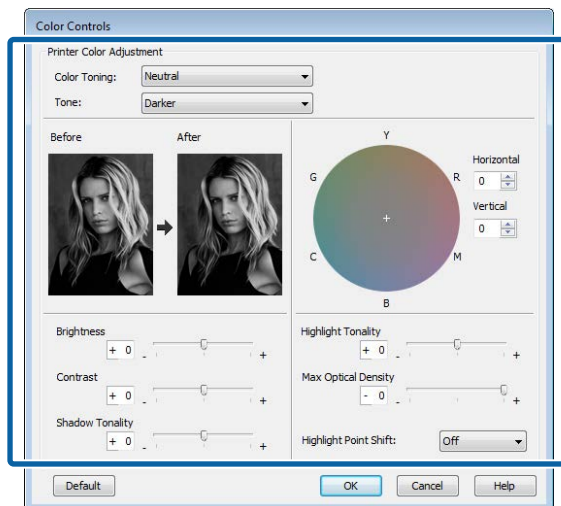 Color Controls
Printer Color Adjustment
Color Toning: Neutral
Tone: Darker
Before After
Y
G R
C M
B
Horizontal
0
Vertical
0
Brightness
+ 0 - +
Contrast
+ 0 - +
Shadow Tonality
+ 0 - +
Highlight Tonality
+ 0 - +
Max Optical Density
- 0 - +
Highlight Point Shift: Off
Default OK Cancel Help